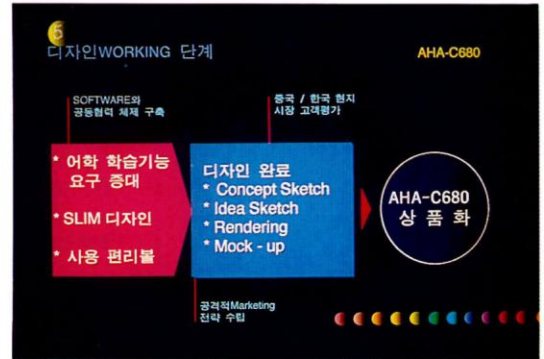 5
디자인WORKING 단계
AHA-C680
SOFTWARE와
공동협력 체제 구축
중국 / 한국 현지
시장 고객평가
* 어학 학습기능
요구 증대
* SLIM 디자인
* 사용 편리불
디자인 완료
* Concept Sketch
* Idea Sketch
* Rendering
* Mock - up
AHA-C680
상 품 화
공격적Marketing
전략 수립